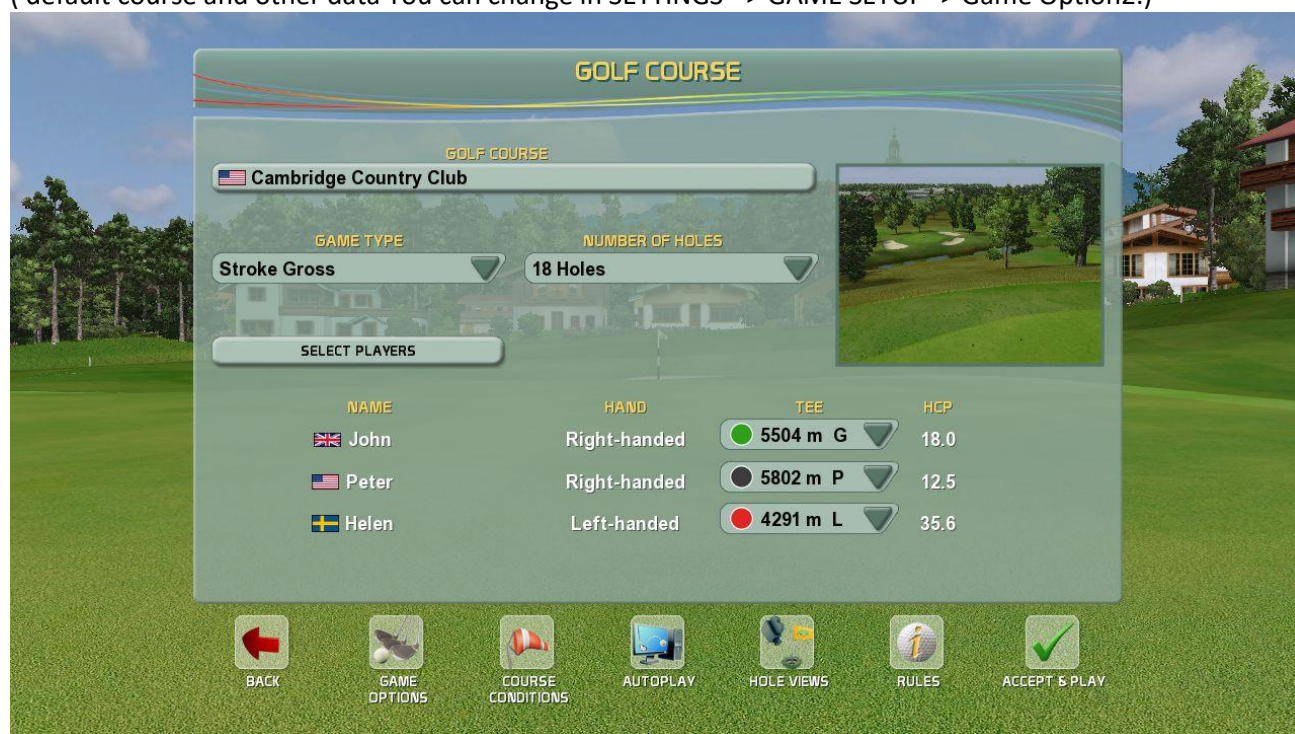 ( default course and other data You can change in SETTINGS -> GAME SETUP -> Game Option2.)
GOLF COURSE
GOLF COURSE
Cambridge Country Club
GAME TYPE
NUMBER OF HOLES
Stroke Gross
18 Holes
SELECT PLAYERS
NAME HAND TEE HCP
John Right-handed 5504 m G 18.0
Peter Right-handed 5802 m P 12.5
Helen Left-handed 4291 m L 35.6
BACK
GAME OPTIONS
COURSE CONDITIONS
AUTOPLAY
HOLE VIEWS
RULES
ACCEPT & PLAY